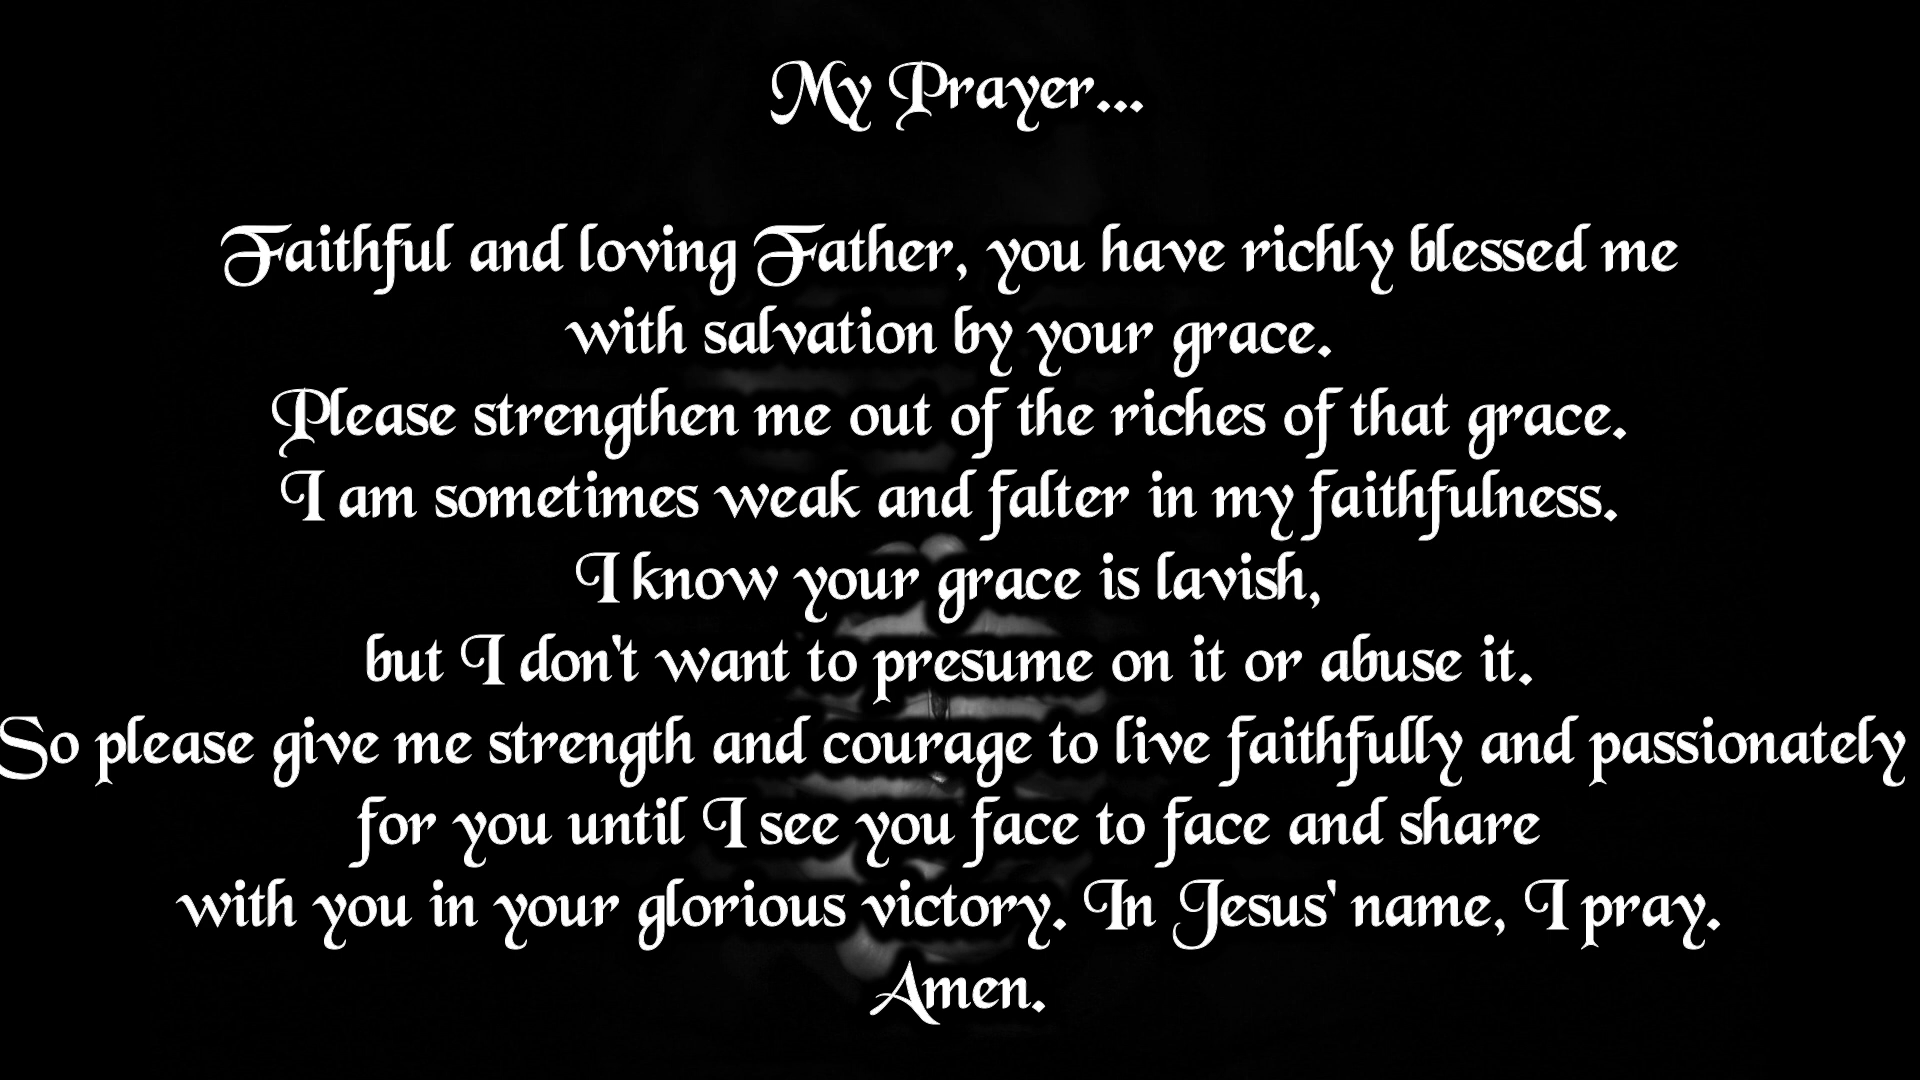 My Prayer...
Faithful and loving Father, you have richly blessed me
with salvation by your grace.
Please strengthen me out of the riches of that grace.
I am sometimes weak and falter in my faithfulness.
I know your grace is lavish,
but I don't want to presume on it or abuse it.
So please give me strength and courage to live faithfully and passionately
for you until I see you face to face and share
with you in your glorious victory. In Jesus' name, I pray.
Amen.